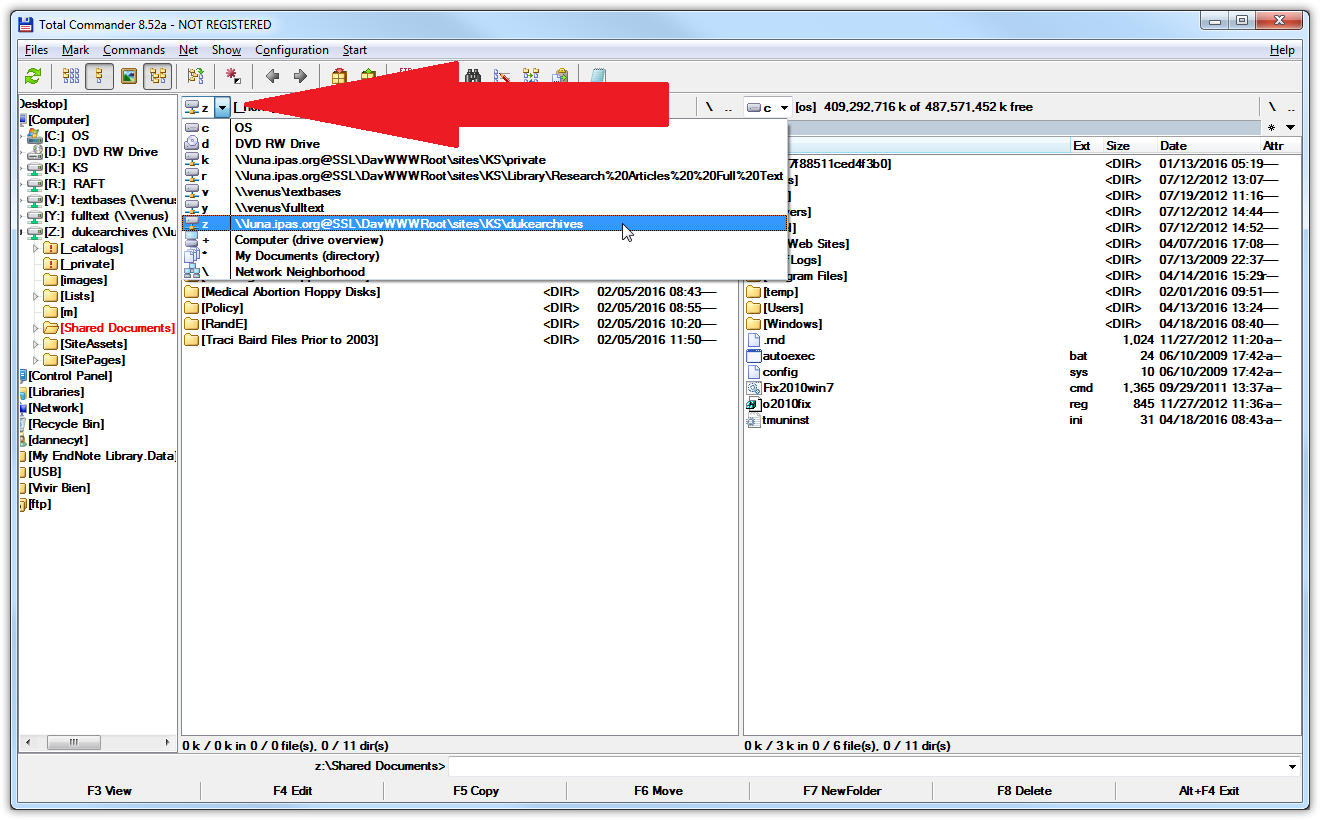 Total Commander 8.52a - NOT REGISTERED
Files Mark Commands Net Show Configuration Start Help
Desktop]
[Computer]
[C:] OS
[D:] DVD RW Drive
[K:] KS
[R:] RAFT
[V:] textbases (\\venus
[Y:] fulltext (\\venus)
[Z:] dukearchives (\\lu
[_catalogs]
[_private]
[images]
[Lists]
[m]
[Shared Documents]
[SiteAssets]
[SitePages]
[Control Panel]
[Libraries]
[Network]
[Recycle Bin]
[dannecyt]
[My EndNote Library.Data]
[USB]
[Vivir Bien]
[ftp]
z \ ..
c OS
d DVD RW Drive
k \\luna.ipas.org@SSL\DavWWWRoot\sites\KS\private
r \\luna.ipas.org@SSL\DavWWWRoot\sites\KS\Library\Research%20Articles%20%20Full%20Text
v \\venus\textbases
y \\venus\fulltext
z \\luna.ipas.org@SSL\DavWWWRoot\sites\KS\dukearchives
+ Computer (drive overview)
* My Documents (directory)
\ Network Neighborhood
[Medical Abortion Floppy Disks] <DIR> 02/05/2016 08:43----
[Policy] <DIR> 02/05/2016 08:55----
[RandE] <DIR> 02/05/2016 10:20----
[Traci Baird Files Prior to 2003] <DIR> 02/05/2016 11:50----
0 k / 0 k in 0 / 0 file(s), 0 / 11 dir(s)
c [os] 409,292,716 k of 487,571,452 k free \ ..
* 
Ext Size Date Attr
7f88511ced4f3b0] <DIR> 01/13/2016 05:19----
s] <DIR> 07/12/2012 13:07----
<DIR> 07/19/2012 11:16----
ers] <DIR> 07/12/2012 14:44----
] <DIR> 07/12/2012 14:52----
Web Sites] <DIR> 04/07/2016 17:08----
Logs] <DIR> 07/13/2009 22:37----
gram Files] <DIR> 04/14/2016 15:29r---
[temp] <DIR> 02/01/2016 09:51----
[Users] <DIR> 04/13/2016 13:24----
[Windows] <DIR> 04/18/2016 08:40----
.rnd 1,024 11/27/2012 11:20-a--
autoexec bat 24 06/10/2009 17:42-a--
config sys 10 06/10/2009 17:42-a--
Fix2010win7 cmd 1,365 09/29/2011 13:37-a--
o2010fix reg 845 11/27/2012 11:36-a--
tmuninst ini 31 04/18/2016 08:43-a--
0 k / 3 k in 0 / 6 file(s), 0 / 11 dir(s)
z:\Shared Documents>
F3 View F4 Edit F5 Copy F6 Move F7 NewFolder F8 Delete Alt+F4 Exit